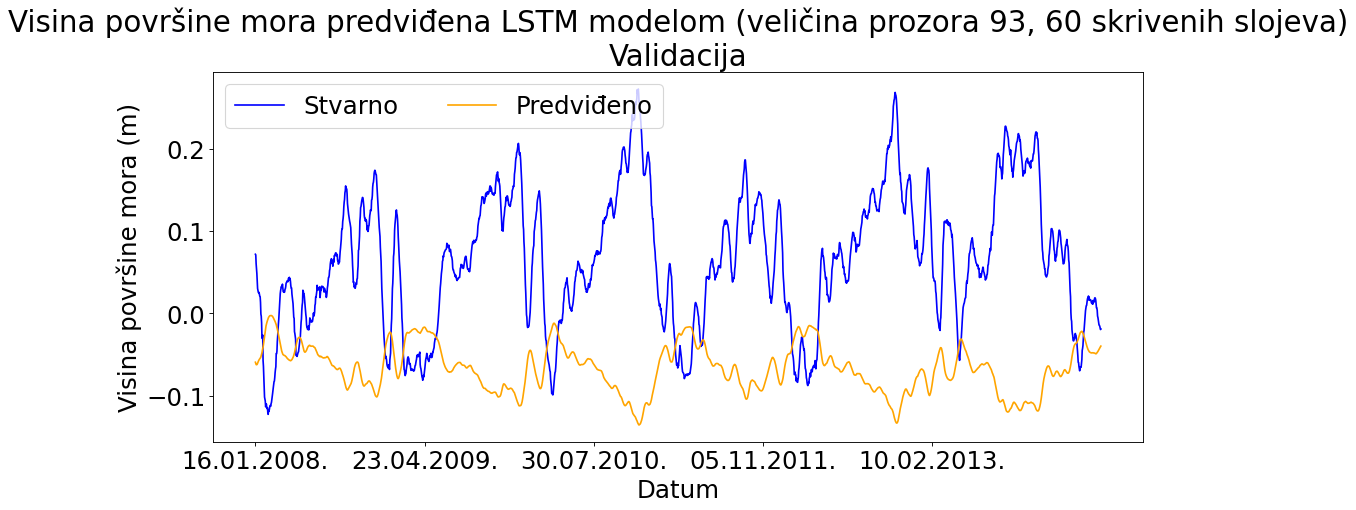 Visina površine mora predviđena LSTM modelom (veličina prozora 93, 60 skrivenih slojeva)
Validacija
Stvarno Predviđeno
Visina površine mora (m)
0.2
0.1
0.0
−0.1
16.01.2008. 23.04.2009. 30.07.2010. 05.11.2011. 10.02.2013.
Datum